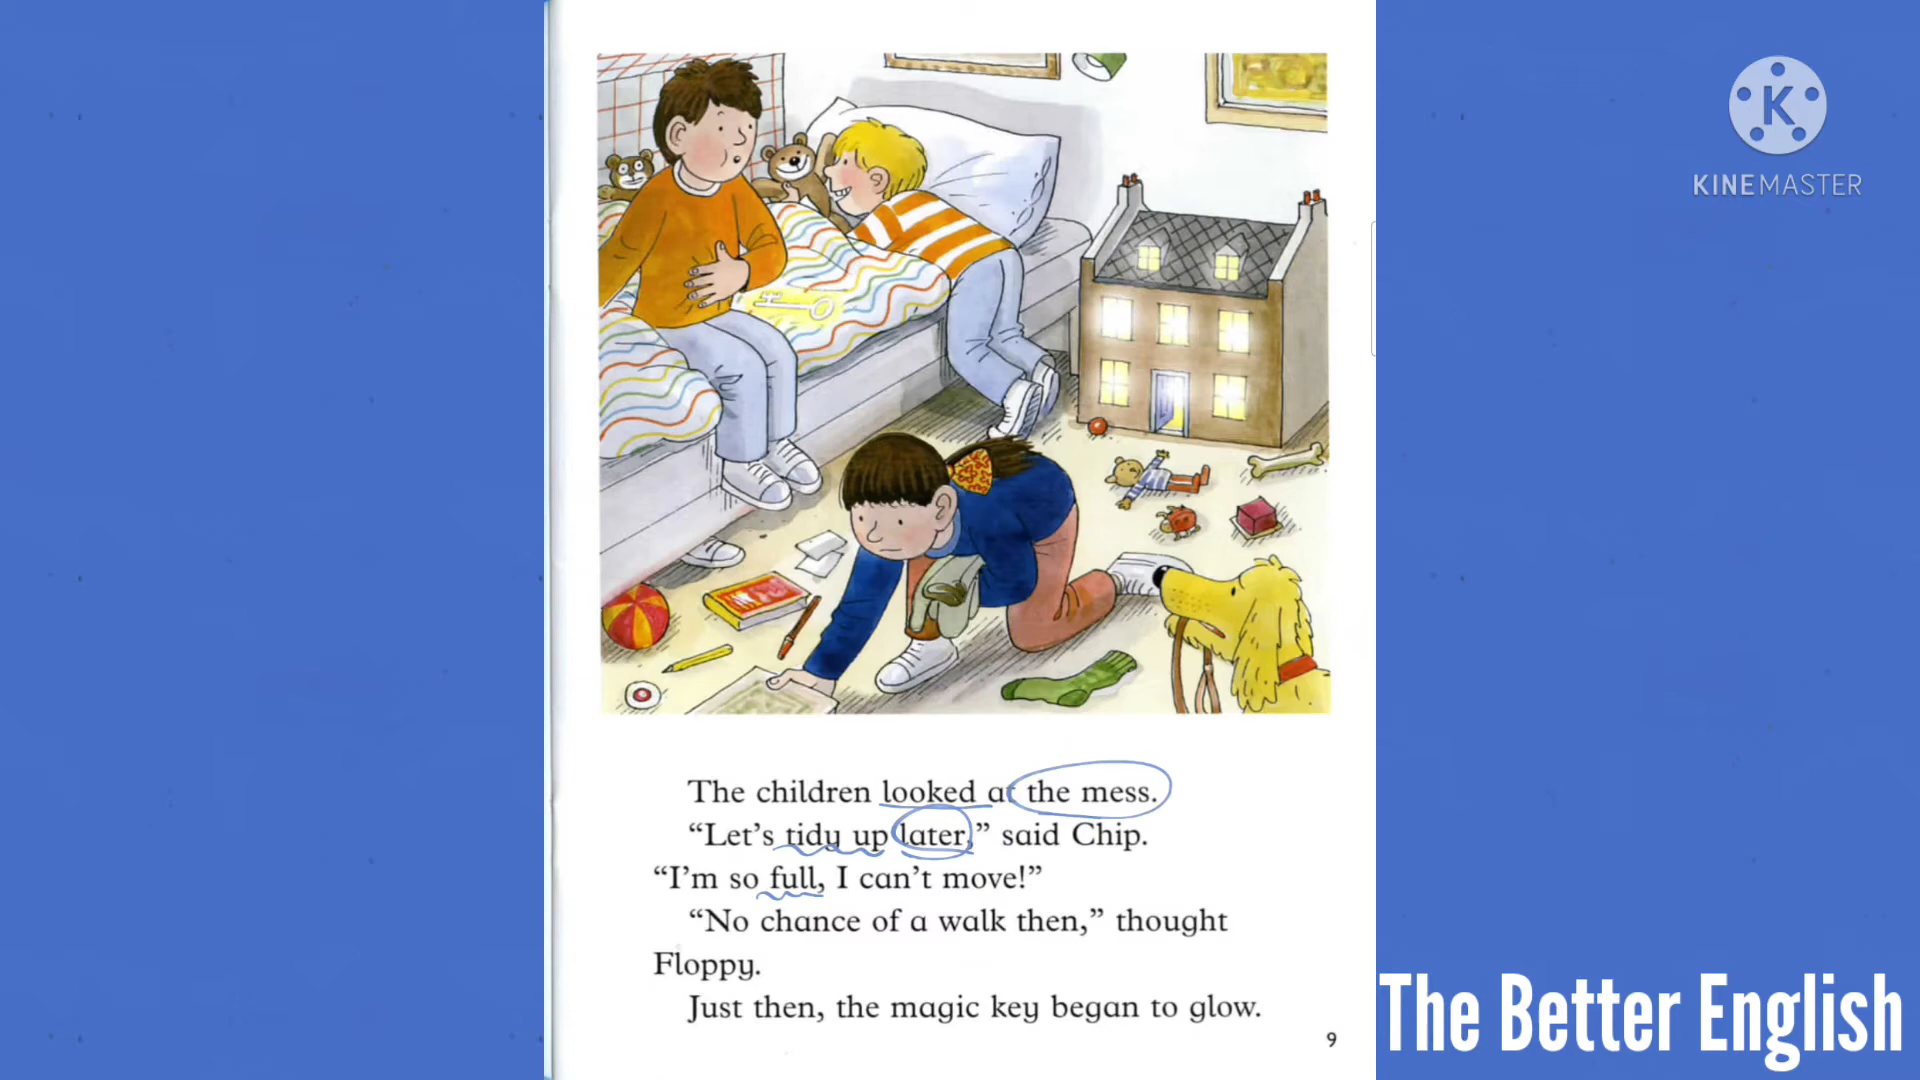 KINEMASTER
The children looked at the mess.
“Let’s tidy up later,” said Chip.
“I’m so full, I can’t move!”
“No chance of a walk then,” thought
Floppy.
Just then, the magic key began to glow.
9
The Better English